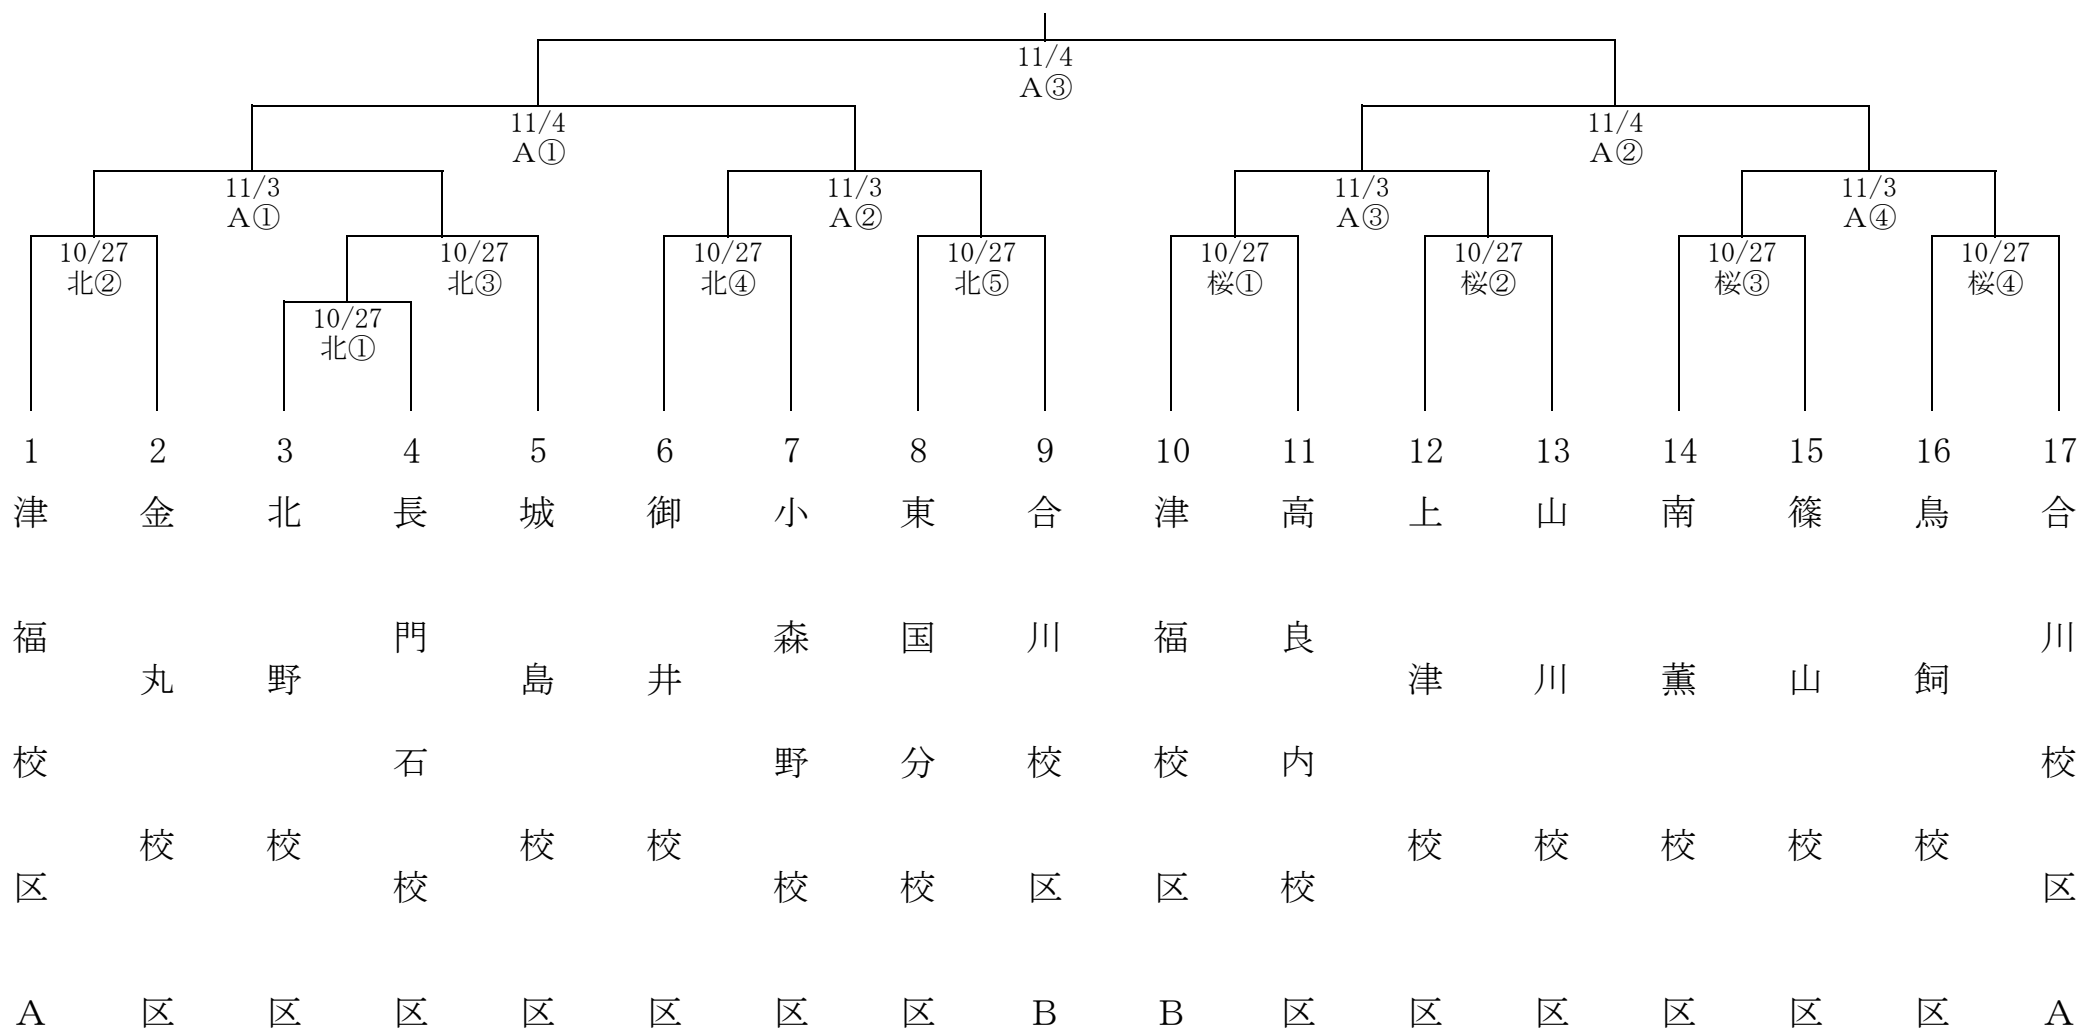 11/4
A③
11/4
A①
11/4
A②
11/3
A①
11/3
A②
11/3
A③
11/3
A④
10/27
北②
10/27
北③
10/27
北④
10/27
北⑤
10/27
桜①
10/27
桜②
10/27
桜③
10/27
桜④
10/27
北①
1
津福校区A
2
金丸校区
3
北野校区
4
長門石校区
5
城島校区
6
御井校区
7
小森野校区
8
東国分校区
9
合川校区B
10
津福校区B
11
高良内校区
12
上津校区
13
山川校区
14
南薫校区
15
篠山校区
16
鳥飼校区
17
合川校区A